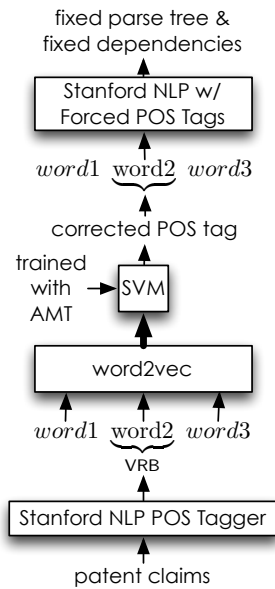 fixed parse tree &
fixed dependencies
Stanford NLP w/
Forced POS Tags
word1 word2 word3
corrected POS tag
trained
with
AMT
SVM
word2vec
word1 word2 word3
VRB
Stanford NLP POS Tagger
patent claims